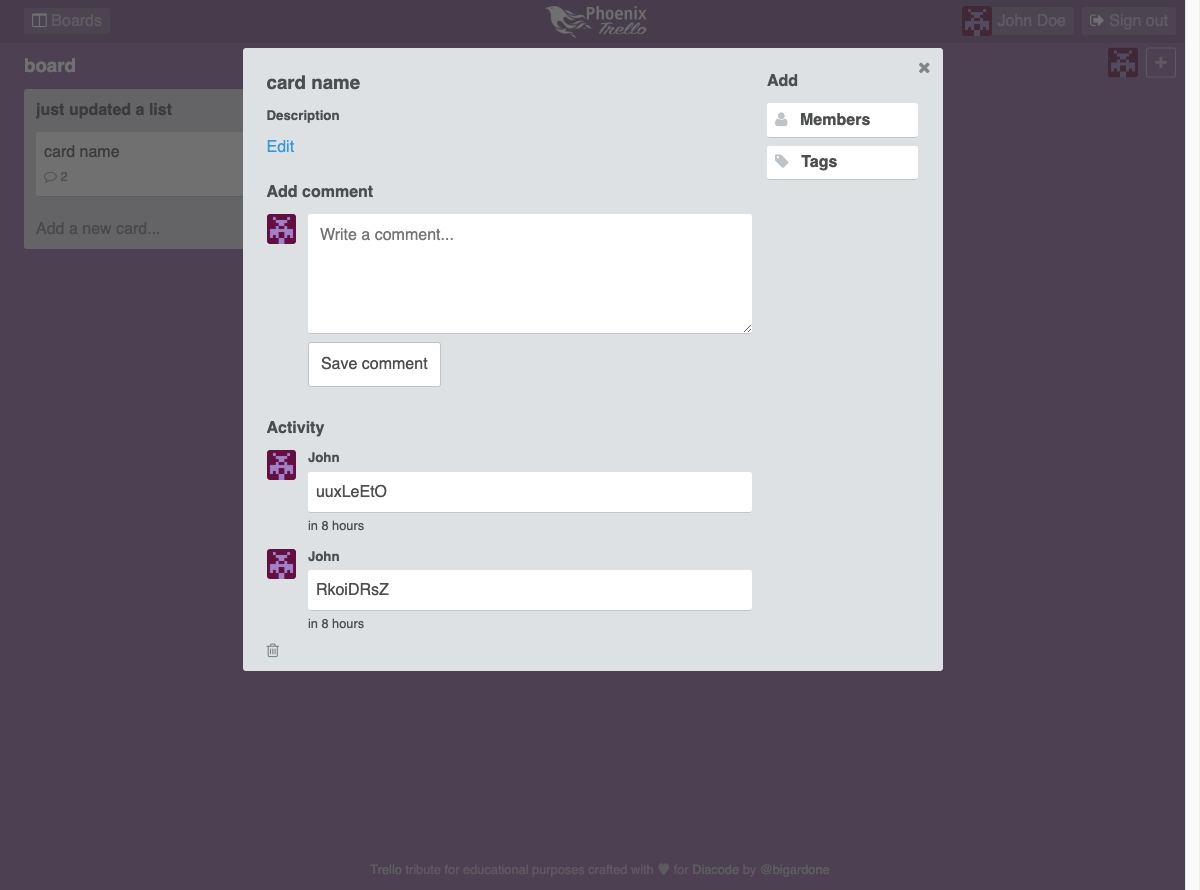 Boards
Phoenix
Trello
John Doe
Sign out
board
just updated a list
card name
2
Add a new card...
card name
Description
Edit
Add comment
Write a comment...
Save comment
Activity
John
uuxLeEtO
in 8 hours
John
RkoiDRsZ
in 8 hours
Add
Members
Tags
Trello tribute for educational purposes crafted with ♥ for Diacode by @bigardone